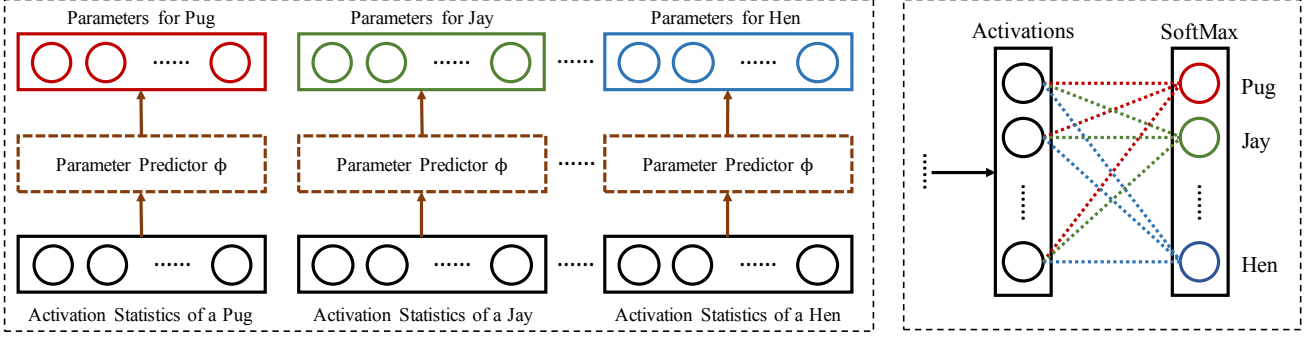 Parameters for Pug
Parameters for Jay
Parameters for Hen
......
......
......
......
Parameter Predictor ϕ
Parameter Predictor ϕ
......
Parameter Predictor ϕ
......
......
......
......
Activation Statistics of a Pug
Activation Statistics of a Jay
Activation Statistics of a Hen
Activations
SoftMax
Pug
Jay
......
......
......
Hen